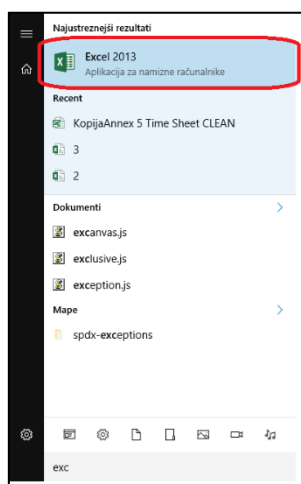 Najustreznejši rezultati
Excel 2013
Aplikacija za namizne računalnike
Recent
KopijaAnnex 5 Time Sheet CLEAN
3
2
Dokumenti
excanvas.js
exclusive.js
exception.js
Mape
spdx-exceptions
exc